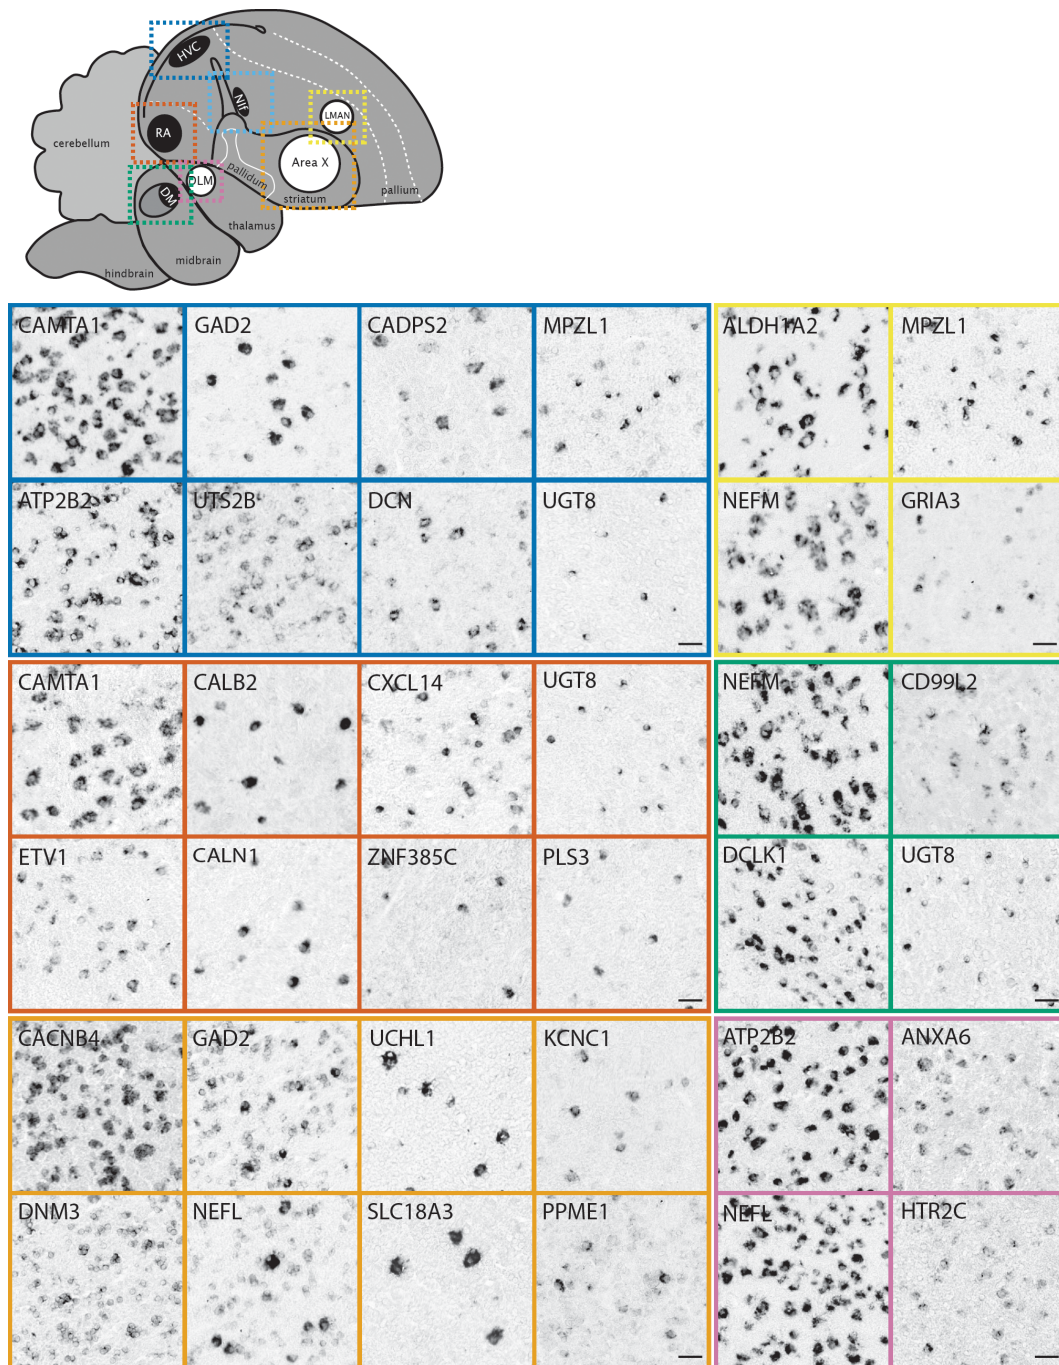 HVC
NIf
LMAN
cerebellum
RA
Area X
pallidum
DLM
DM
striatum
pallium
thalamus
midbrain
hindbrain
CAMTA1 GAD2 CADPS2 MPZL1 ALDH1A2 MPZL1
ATP2B2 UTS2B DCN UGT8 NEFM GRIA3
CAMTA1 CALB2 CXCL14 UGT8 NEFM CD99L2
ETV1 CALN1 ZNF385C PLS3 DCLK1 UGT8
CACNB4 GAD2 UCHL1 KCNC1 ATP2B2 ANXA6
DNM3 NEFL SLC18A3 PPME1 NEFL HTR2C